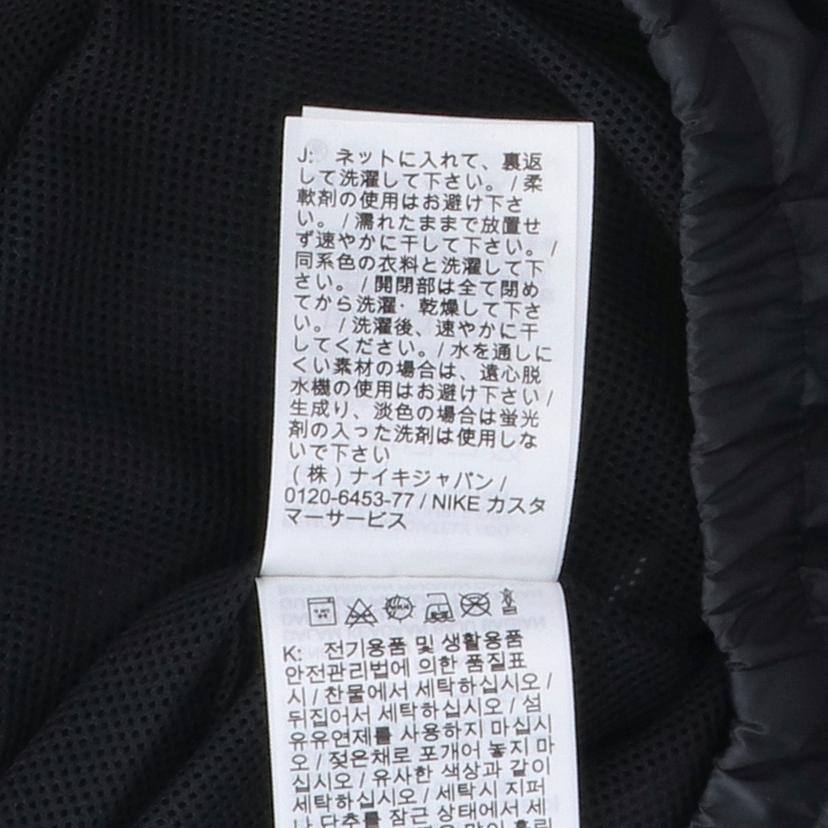 J: ネットに入れて、裏返
して洗濯して下さい。 / 柔
軟剤の使用はお避け下さ
い。 / 濡れたままで放置せ
ず速やかに干して下さい。 /
同系色の衣料と洗濯して下
さい。 / 開閉部は全て閉め
てから洗濯・乾燥して下さ
い。 / 洗濯後、速やかに干
してください。 / 水を通しに
くい素材の場合は、遠心脱
水機の使用はお避け下さい /
生成り、淡色の場合は蛍光
剤の入った洗剤は使用しな
いで下さい
(株) ナイキジャパン /
0120-6453-77 / NIKE カスタ
マーサービス
K: 전기용품 및 생활용품
안전관리법에 의한 품질표
시 / 찬물에서 세탁하십시오 /
뒤집어서 세탁하십시오 / 섬
유유연제를 사용하지 마십시
오 / 젖은채로 포개어 놓지 마
십시오 / 유사한 색상과 같이
세탁하십시오 / 세탁시 지퍼
나 단추를 잠근 상태에서 세